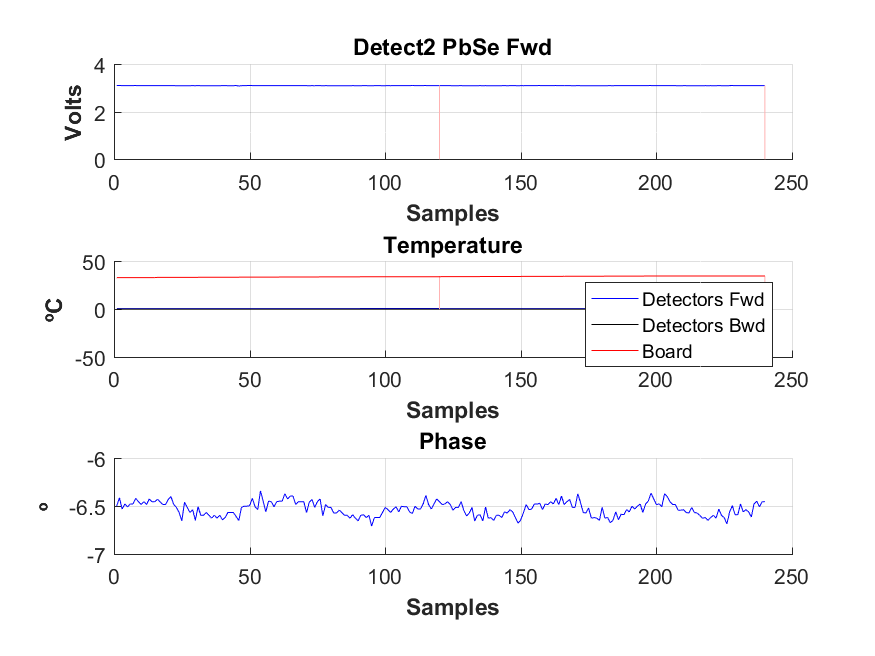 Detect2 PbSe Fwd
4
2
0
Volts
0 50 100 150 200 250
Samples
Temperature
50
0
-50
ºC
Detectors Fwd
Detectors Bwd
Board
0 50 100 150 200 250
Samples
Phase
-6
-6.5
-7
º
0 50 100 150 200 250
Samples